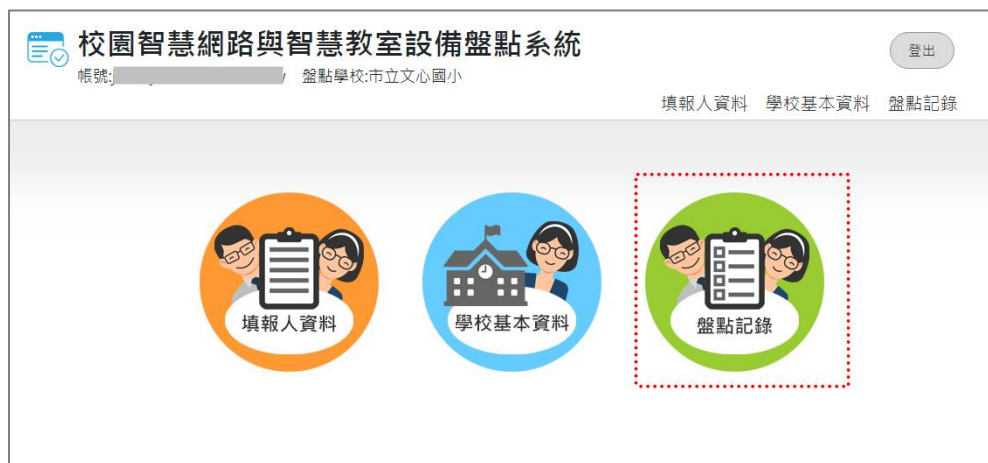 校園智慧網路與智慧教室設備盤點系統
登出
帳號: 盤點學校:市立文心國小
填報人資料 學校基本資料 盤點記錄
填報人資料 學校基本資料 盤點記錄